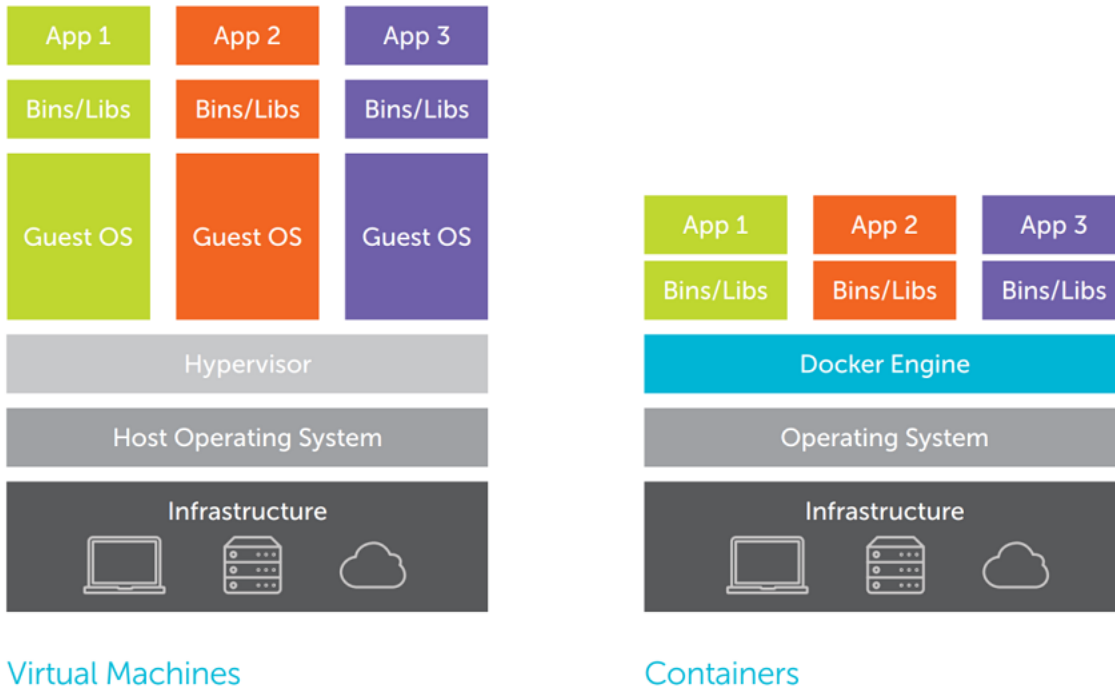 App 1
App 2
App 3
Bins/Libs
Bins/Libs
Bins/Libs
Guest OS
Guest OS
Guest OS
Hypervisor
Host Operating System
Infrastructure
Virtual Machines
App 1
App 2
App 3
Bins/Libs
Bins/Libs
Bins/Libs
Docker Engine
Operating System
Infrastructure
Containers